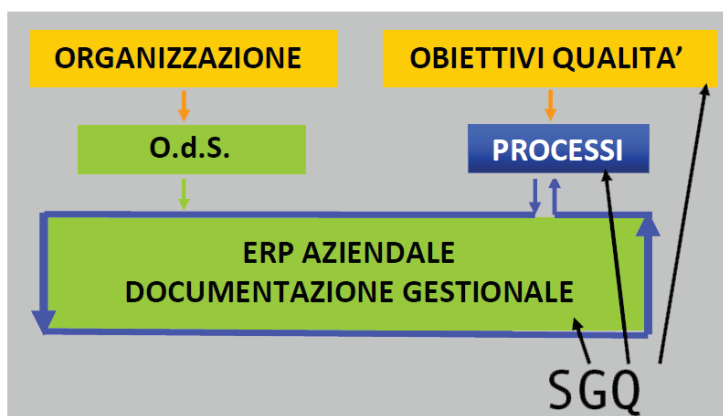 ORGANIZZAZIONE
OBIETTIVI QUALITA’
O.d.S.
PROCESSI
ERP AZIENDALE
DOCUMENTAZIONE GESTIONALE
SGQ